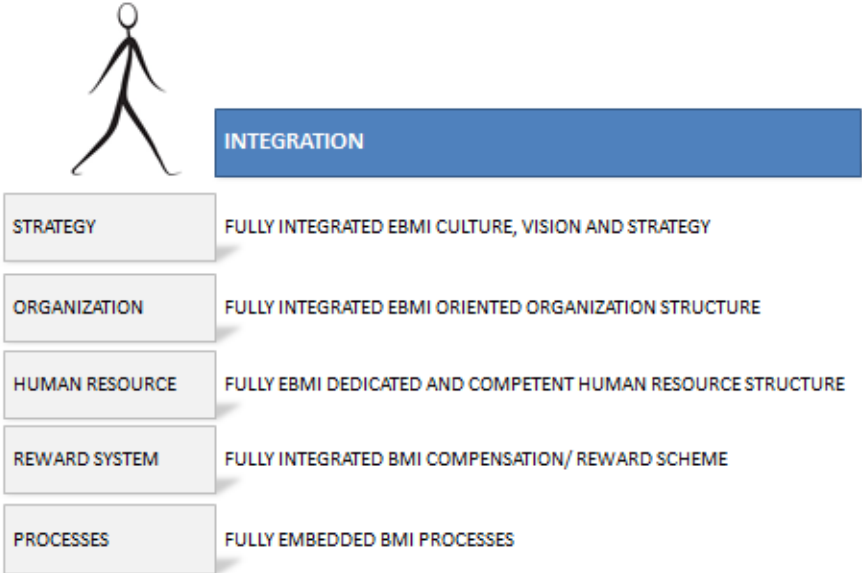 INTEGRATION
STRATEGY FULLY INTEGRATED EBMI CULTURE, VISION AND STRATEGY
ORGANIZATION FULLY INTEGRATED EBMI ORIENTED ORGANIZATION STRUCTURE
HUMAN RESOURCE FULLY EBMI DEDICATED AND COMPETENT HUMAN RESOURCE STRUCTURE
REWARD SYSTEM FULLY INTEGRATED BMI COMPENSATION/ REWARD SCHEME
PROCESSES FULLY EMBEDDED BMI PROCESSES